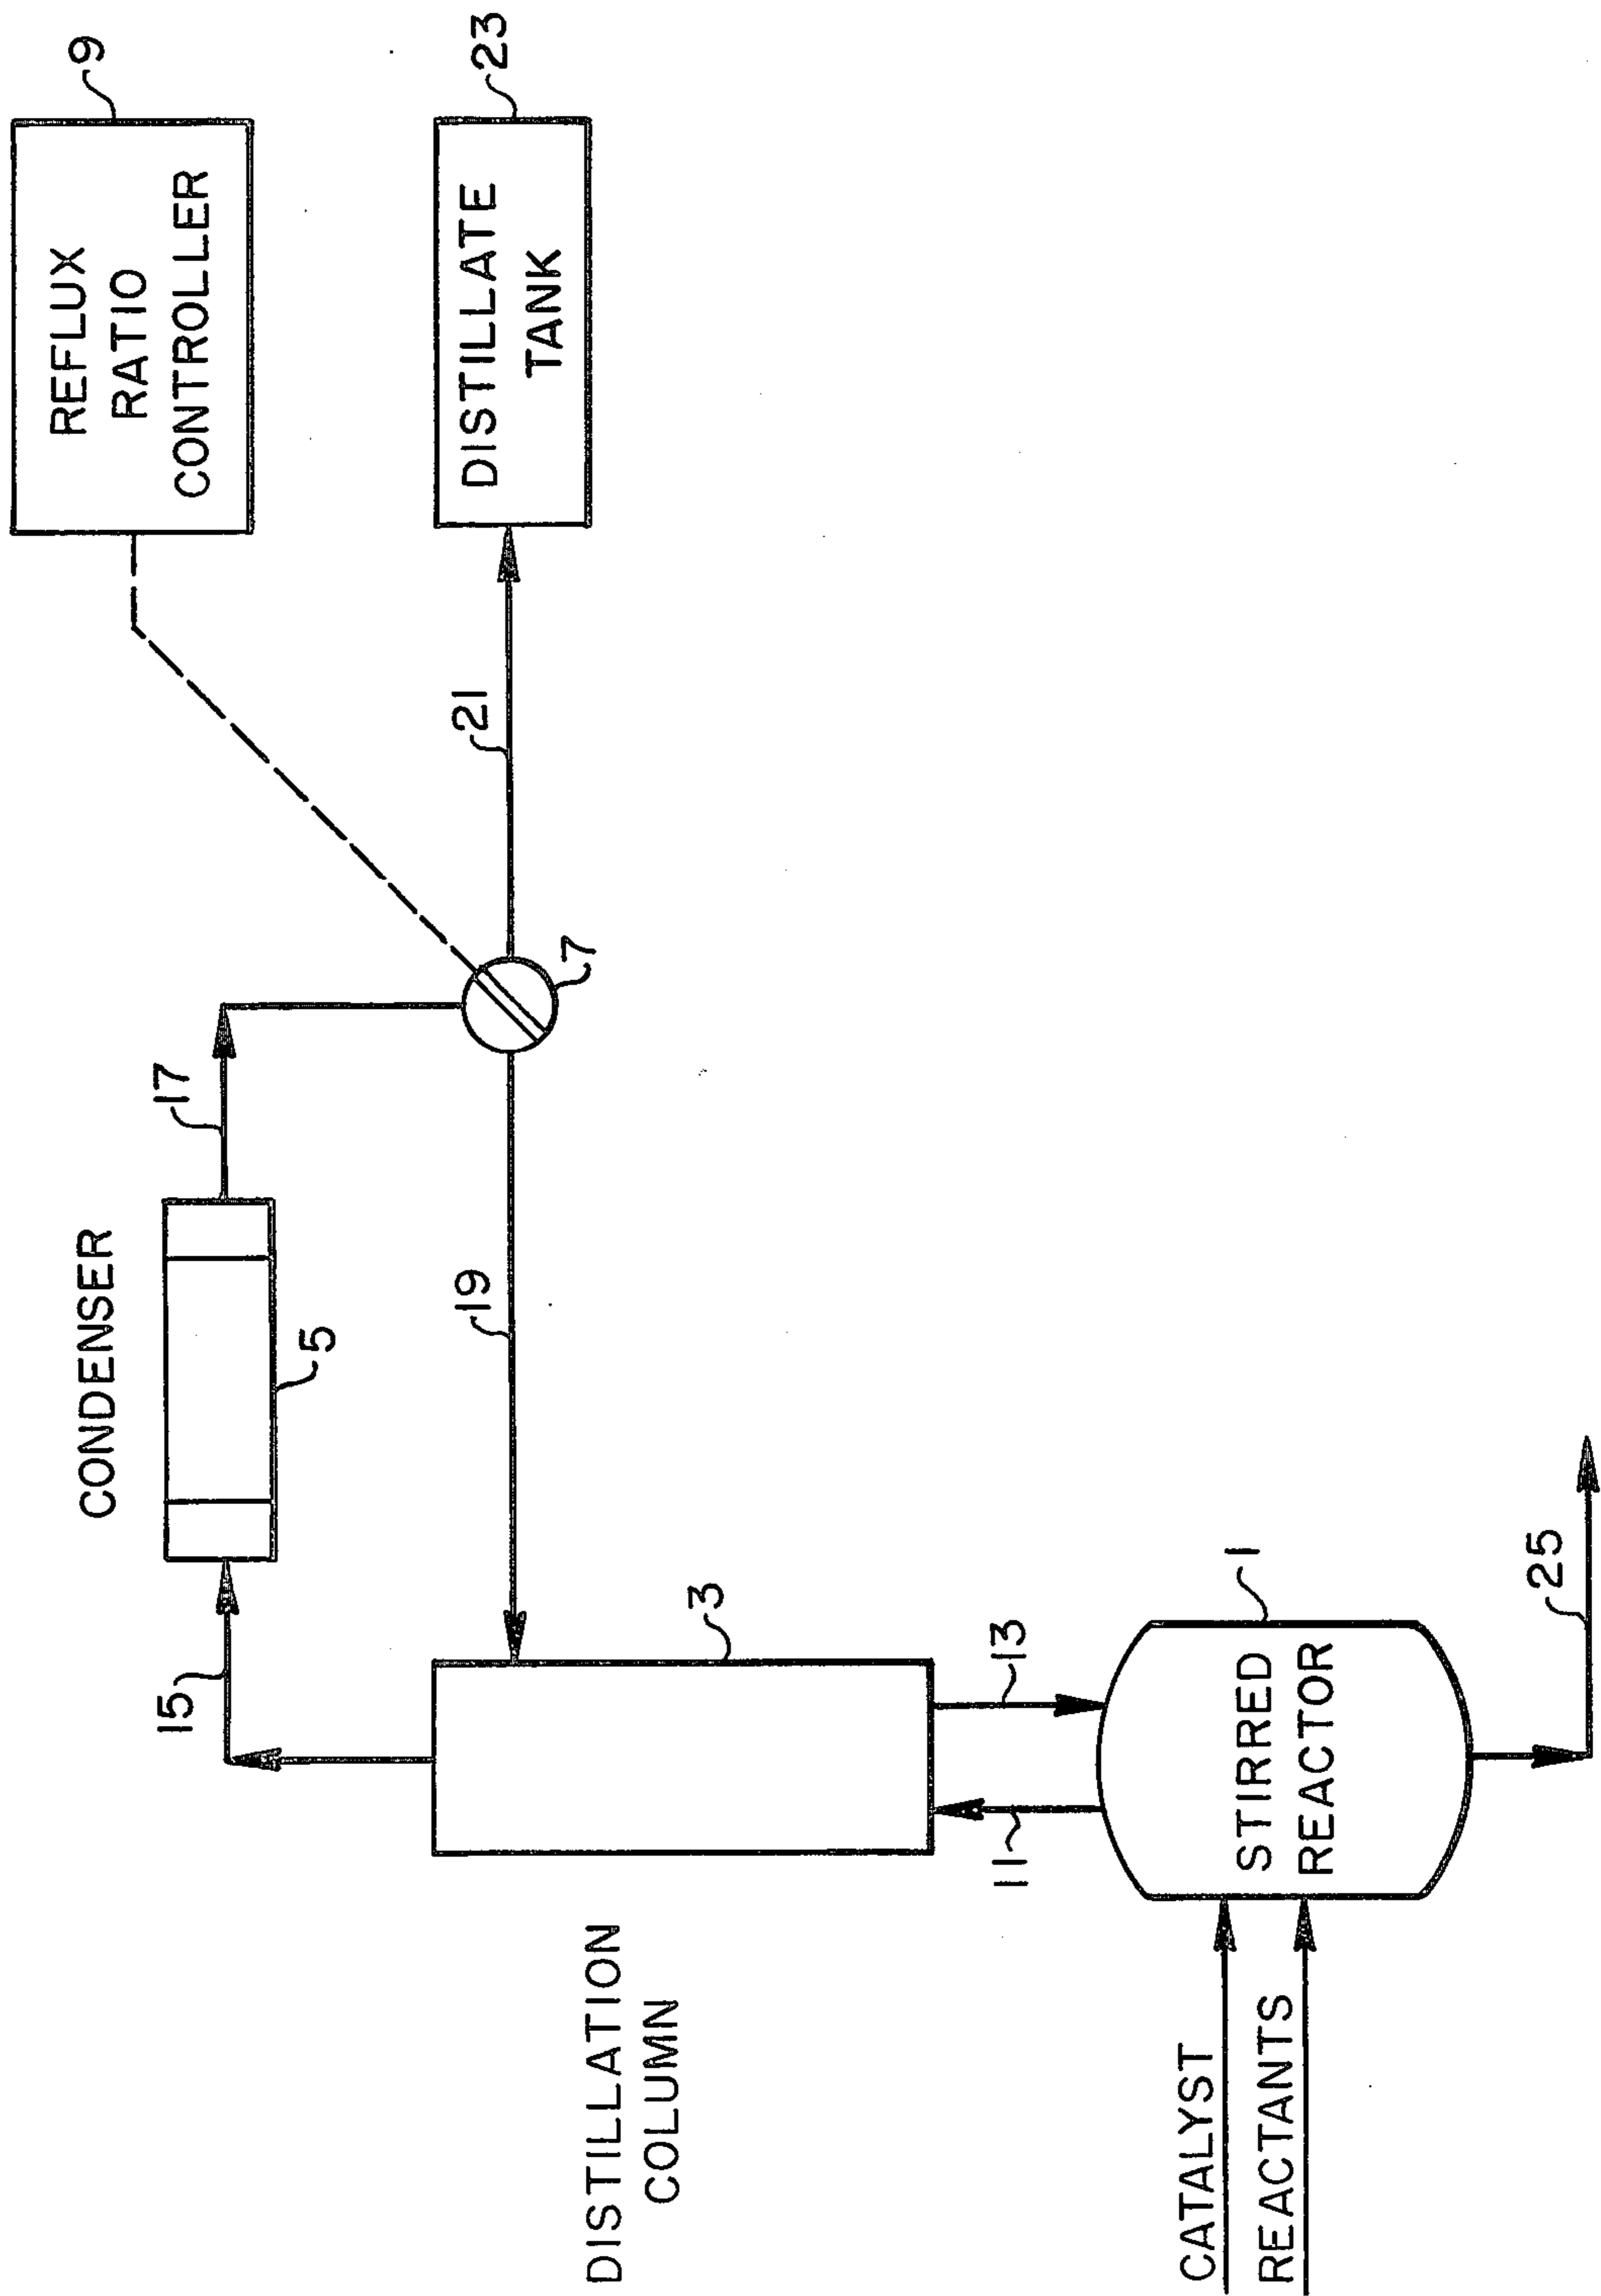 CONDENSER
REFLUX
RATIO
CONTROLLER
9
15
17
5
19
21
DISTILLATE
TANK
23
7
DISTILLATION
COLUMN
3
11
13
CATALYST
REACTANTS
STIRRED
REACTOR
1
25